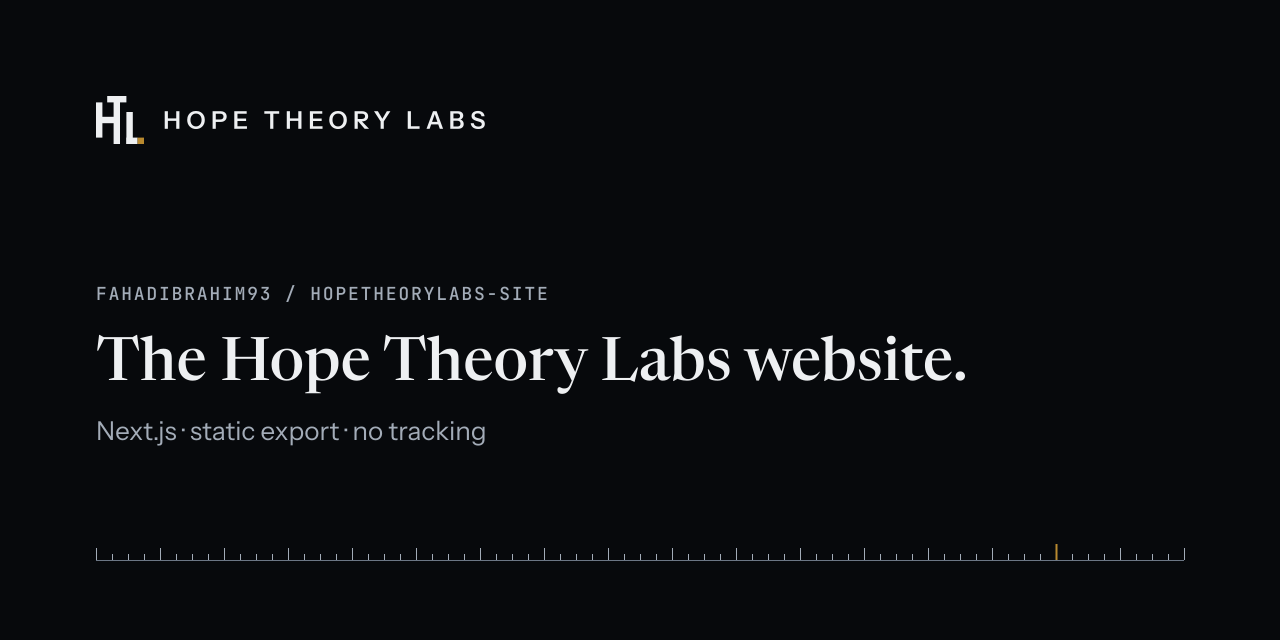 HTL HOPE THEORY LABS
FAHADIBRAHIM93 / HOPETHEORYLABS-SITE
The Hope Theory Labs website.
Next.js · static export · no tracking